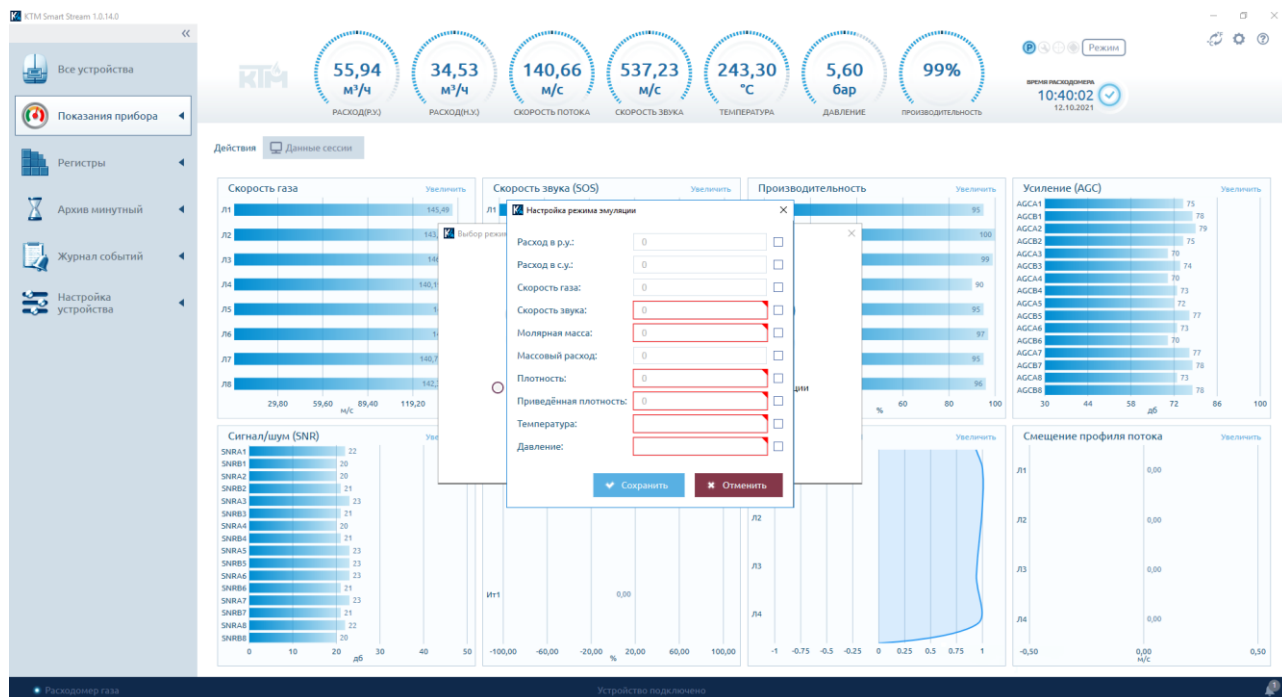 KTM Smart Stream 1.0.14.0
Все устройства
Показания прибора
Регистры
Архив минутный
Журнал событий
Настройка
устройства
КТМ
55,94
м³/ч
РАСХОД(Р.У.)
34,53
м³/ч
РАСХОД(Н.У.)
140,66
м/с
СКОРОСТЬ ПОТОКА
537,23
м/с
СКОРОСТЬ ЗВУКА
243,30
°C
ТЕМПЕРАТУРА
5,60
бар
ДАВЛЕНИЕ
99%
ПРОИЗВОДИТЕЛЬНОСТЬ
P
Режим
ВРЕМЯ РАСХОДОМЕРА
10:40:02
12.10.2021
Действия
Данные сессии
Скорость газа
Увеличить
Л1
145,49
Л2
Л3
Л4
Л5
Л6
Л7
Л8
29,80 59,60 89,40 119,20
м/с
Скорость звука (SOS)
Увеличить
Л1
Выбор
Настройка режима эмуляции
Расход в р.у.: 0
Расход в с.у.: 0
Скорость газа: 0
Скорость звука: 0
Молярная масса: 0
Массовый расход: 0
Плотность: 0
Приведённая плотность: 0
Температура:
Давление:
Сохранить
Отменить
Производительность
Увеличить
95
100
99
90
95
97
95
96
60 80 100
%
Усиление (AGC)
Увеличить
AGCA1 75
AGCB1 78
AGCA2 79
AGCB2 75
AGCA3 70
AGCB3 74
AGCA4 70
AGCB4 73
AGCA5 72
AGCB5 77
AGCA6 73
AGCB6 70
AGCA7 77
AGCB7 78
AGCA8 73
AGCB8 78
30 44 58 72 86 100
дб
Сигнал/шум (SNR)
SNRA1 22
SNRB1 20
SNRA2 20
SNRB2 21
SNRA3 23
SNRB3 21
SNRA4 20
SNRB4 21
SNRA5 23
SNRB5 23
SNRA6 23
SNRB6 21
SNRA7 23
SNRB7 21
SNRA8 22
SNRB8 20
0 10 20 30 40 50
дб
Ит1
0,00
-100,00 -60,00 -20,00 20,00 60,00 100,00
%
Увеличить
Л2
Л3
Л4
-1 -0.75 -0.5 -0.25 0 0.25 0.5 0.75 1
Смещение профиля потока
Увеличить
Л1 0,00
Л2 0,00
Л3 0,00
Л4 0,00
-0,50 0,00 0,50
м/с
Расходомер газа
Устройство подключено